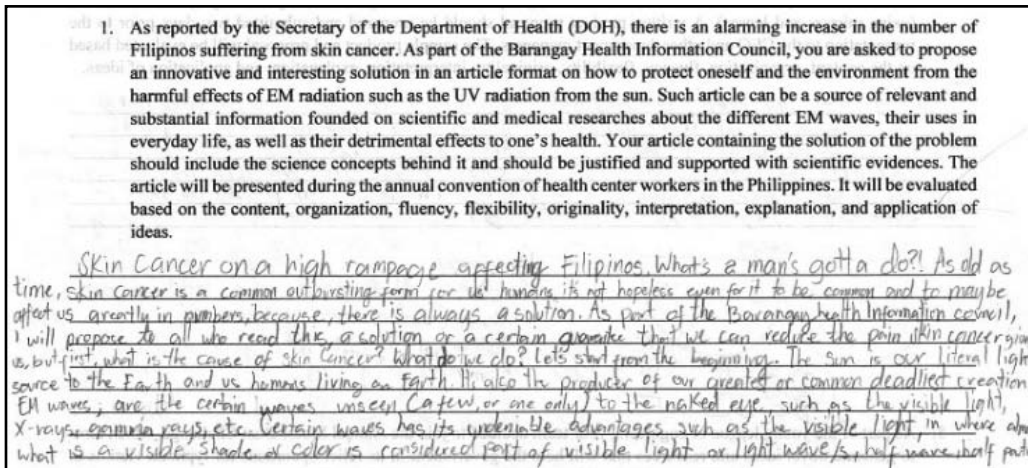 1. As reported by the Secretary of the Department of Health (DOH), there is an alarming increase in the number of
Filipinos suffering from skin cancer. As part of the Barangay Health Information Council, you are asked to propose
an innovative and interesting solution in an article format on how to protect oneself and the environment from the
harmful effects of EM radiation such as the UV radiation from the sun. Such article can be a source of relevant and
substantial information founded on scientific and medical researches about the different EM waves, their uses in
everyday life, as well as their detrimental effects to one's health. Your article containing the solution of the problem
should include the science concepts behind it and should be justified and supported with scientific evidences. The
article will be presented during the annual convention of health center workers in the Philippines. It will be evaluated
based on the content, organization, fluency, flexibility, originality, interpretation, explanation, and application of
ideas.
Skin Cancer on a high rampage affecting Filipinos. What's a man's gotta do?! As old as
time, skin cancer is a common outbursting form for us humans it's not hopeless even for it to be common and to maybe
affect us greatly in numbers, because, there is always a solution. As part of the Barangay health Information council,
I will propose to all who read this, a solution or a certain guarantee that we can reduce the pain skin cancer
us, but first, what is the cause of skin cancer? What do we do? Let's start from the beginning. The sun is our literal light
source to the Earth and us homans living on Earth. It's also the producer of our greatest or common deadliest creation
EM waves; are the certain waves unseen (a few, or one only) to the naked eye, such as the visible light,
X-rays, gamma rays, etc. Certain waves has its undeniable advantages such as the visible light, in where
what is a visible shade or color is considered part of visible light or light wave/s, half wave, half